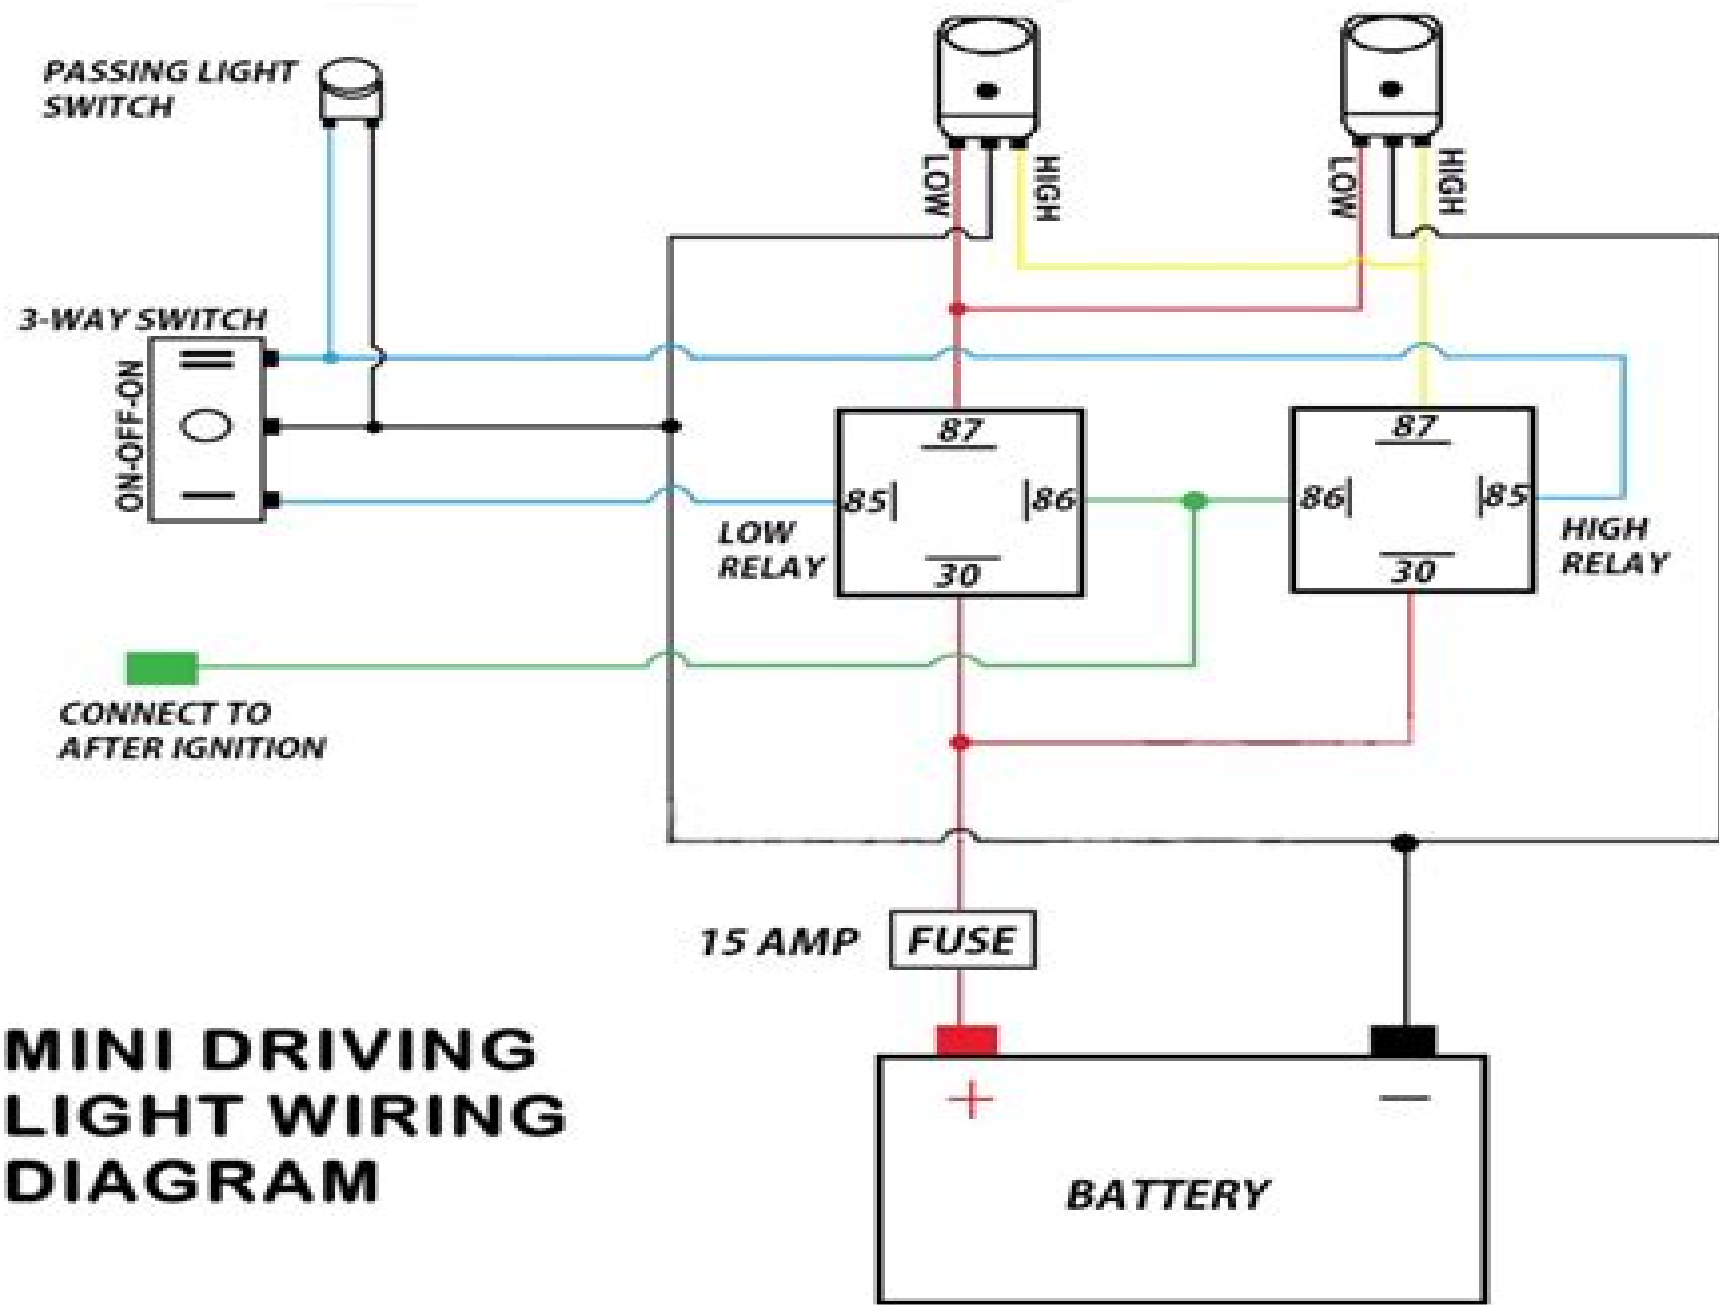 PASSING LIGHT
SWITCH
LOW
HIGH
LOW
HIGH
3-WAY SWITCH
ON-OFF-ON
87
85
86
30
LOW
RELAY
87
86
85
30
HIGH
RELAY
CONNECT TO
AFTER IGNITION
15 AMP
FUSE
MINI DRIVING
LIGHT WIRING
DIAGRAM
+
—
BATTERY